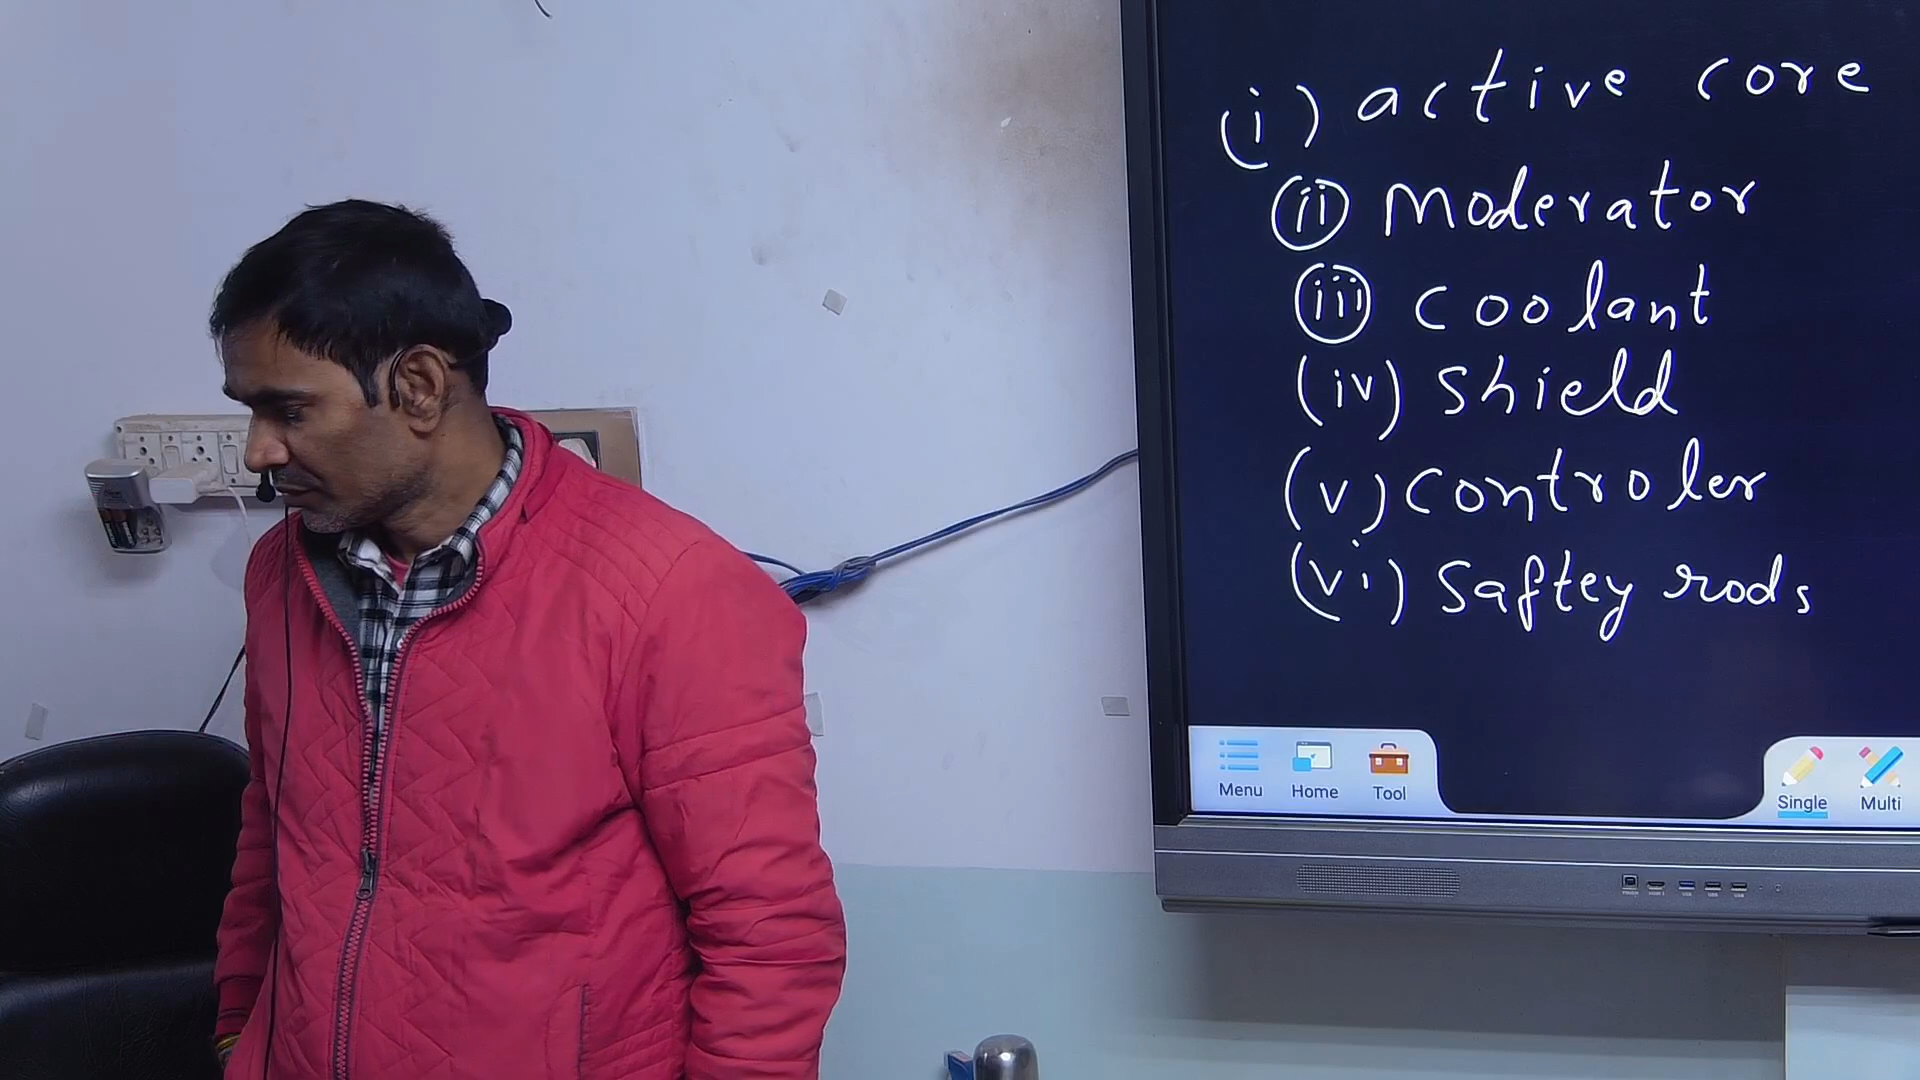 (i) active core
(ii) Moderator
(iii) coolant
(iv) Shield
(v) controler
(vi) Saftey rods
Menu Home Tool
Single Multi